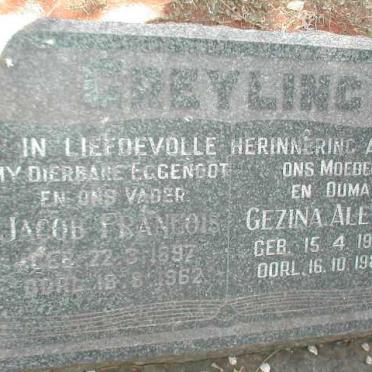 GREYLING
IN LIEFDEVOLLE HERINNERING A
MY DIERBARE EGGENOOT
EN ONS VADER
JACOB FRANCOIS
GEB. 22.3.1897
OORL. 18.8.1962
ONS MOEDE
EN OUMA
GEZINA ALE
GEB. 15.4.19
OORL. 16.10.19